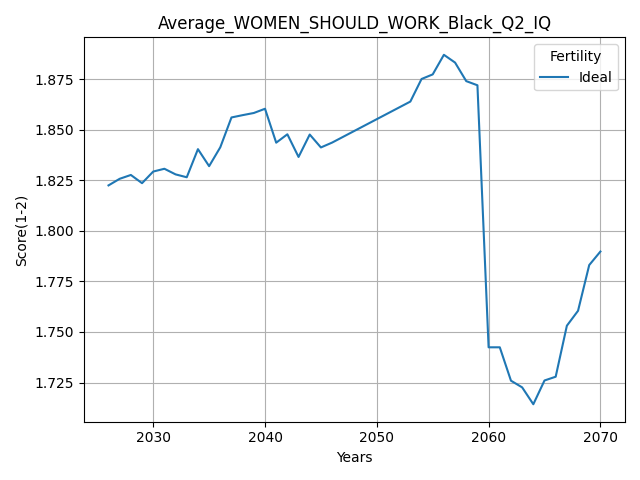 Average_WOMEN_SHOULD_WORK_Black_Q2_IQ
Fertility
Ideal
1.875
1.850
1.825
1.800
1.775
1.750
1.725
Score(1-2)
2030 2040 2050 2060 2070
Years